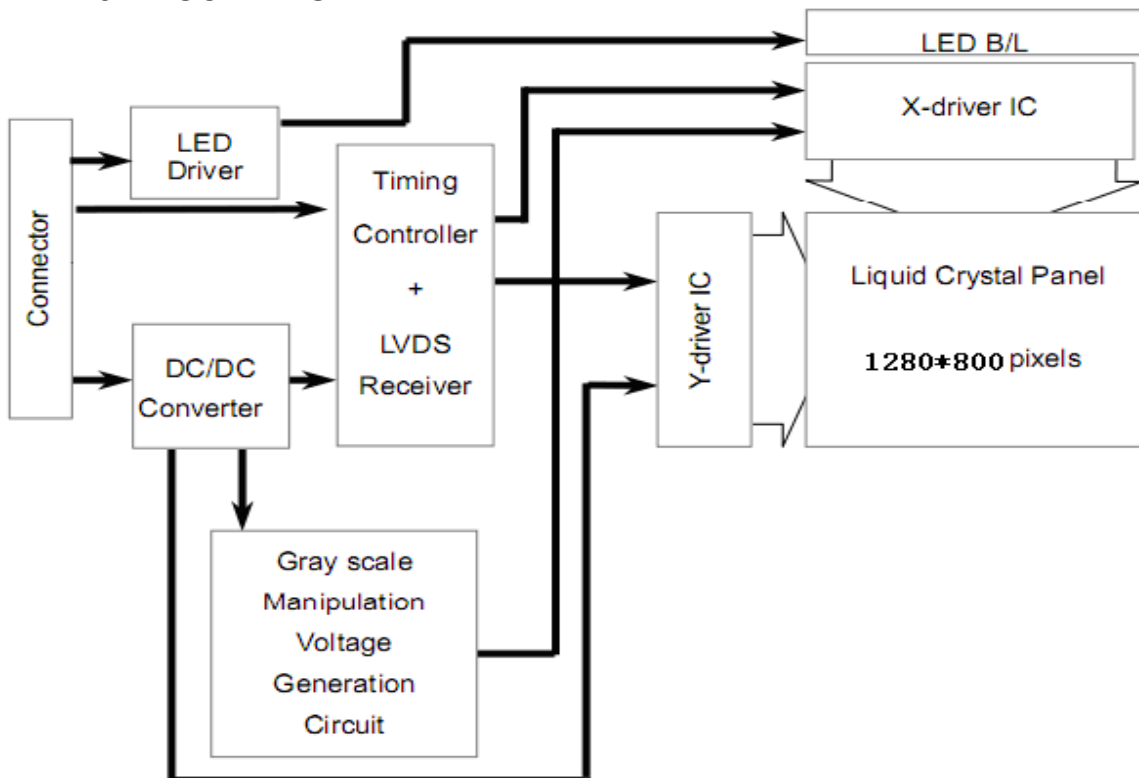 LED B/L
X-driver IC
LED
Driver
Connector
Timing
Controller
+
LVDS
Receiver
Y-driver IC
Liquid Crystal Panel
1280*800 pixels
DC/DC
Converter
Gray scale
Manipulation
Voltage
Generation
Circuit